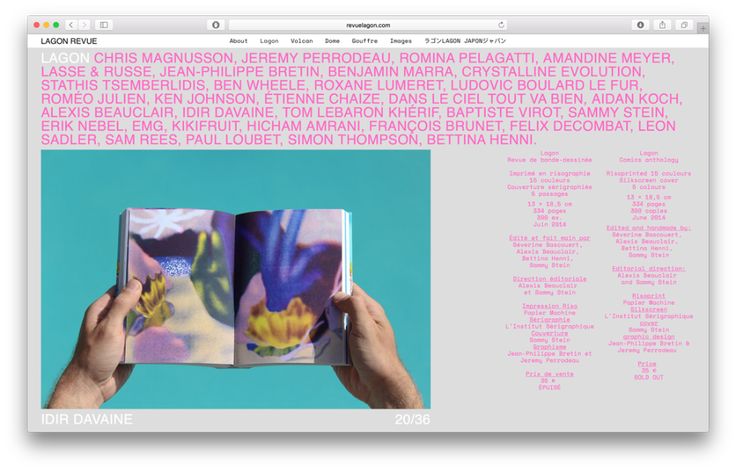 revuelagon.com
LAGON REVUE
About Lagon Volcan Dome Gouffre Images ラゴンLAGON JAPONジャパン
LAGON CHRIS MAGNUSSON, JEREMY PERRODEAU, ROMINA PELAGATTI, AMANDINE MEYER,
LASSE & RUSSE, JEAN-PHILIPPE BRETIN, BENJAMIN MARRA, CRYSTALLINE EVOLUTION,
STATHIS TSEMBERLIDIS, BEN WHEELE, ROXANE LUMERET, LUDOVIC BOULARD LE FUR,
ROMÉO JULIEN, KEN JOHNSON, ÉTIENNE CHAIZE, DANS LE CIEL TOUT VA BIEN, AIDAN KOCH,
ALEXIS BEAUCLAIR, IDIR DAVAINE, TOM LEBARON KHÉRIF, BAPTISTE VIROT, SAMMY STEIN,
ERIK NEBEL, EMG, KIKIFRUIT, HICHAM AMRANI, FRANÇOIS BRUNET, FELIX DECOMBAT, LEON
SADLER, SAM REES, PAUL LOUBET, SIMON THOMPSON, BETTINA HENNI.
Lagon
Revue de bande-dessinée
Imprimé en risographie
15 couleurs
Couverture sérigraphiée
5 passages
13 × 18,5 cm
334 pages
300 ex.
Juin 2014
Édité et fait main par
Séverine Bascouert,
Alexis Beauclair,
Bettina Henni,
Sammy Stein
Direction éditoriale
Alexis Beauclair
et Sammy Stein
Impression Riso
Papier Machine
Sérigraphie
L'Institut Sérigraphique
Couverture
Sammy Stein
Graphisme
Jean-Philippe Bretin et
Jeremy Perrodeau
Prix de vente
35 €
ÉPUISÉ
Lagon
Comics anthology
Risoprinted 15 colours
Silkscreen cover
5 colours
13 × 18,5 cm
334 pages
300 copies
June 2014
Edited and handmade by:
Séverine Bascouert,
Alexis Beauclair,
Bettina Henni,
Sammy Stein
Editorial direction:
Alexis Beauclair
and Sammy Stein
Risoprint
Papier Machine
Silkscreen
L'Institut Sérigraphique
cover
Sammy Stein
graphic design
Jean-Philippe Bretin &
Jeremy Perrodeau
Price
35 €
SOLD OUT
IDIR DAVAINE 20/36